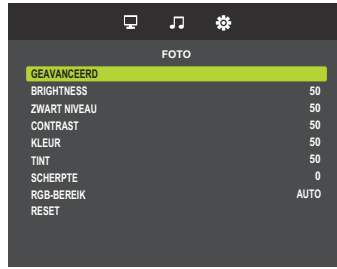 FOTO
GEAVANCEERD
BRIGHTNESS 50
ZWART NIVEAU 50
CONTRAST 50
KLEUR 50
TINT 50
SCHERPTE 0
RGB-BEREIK AUTO
RESET